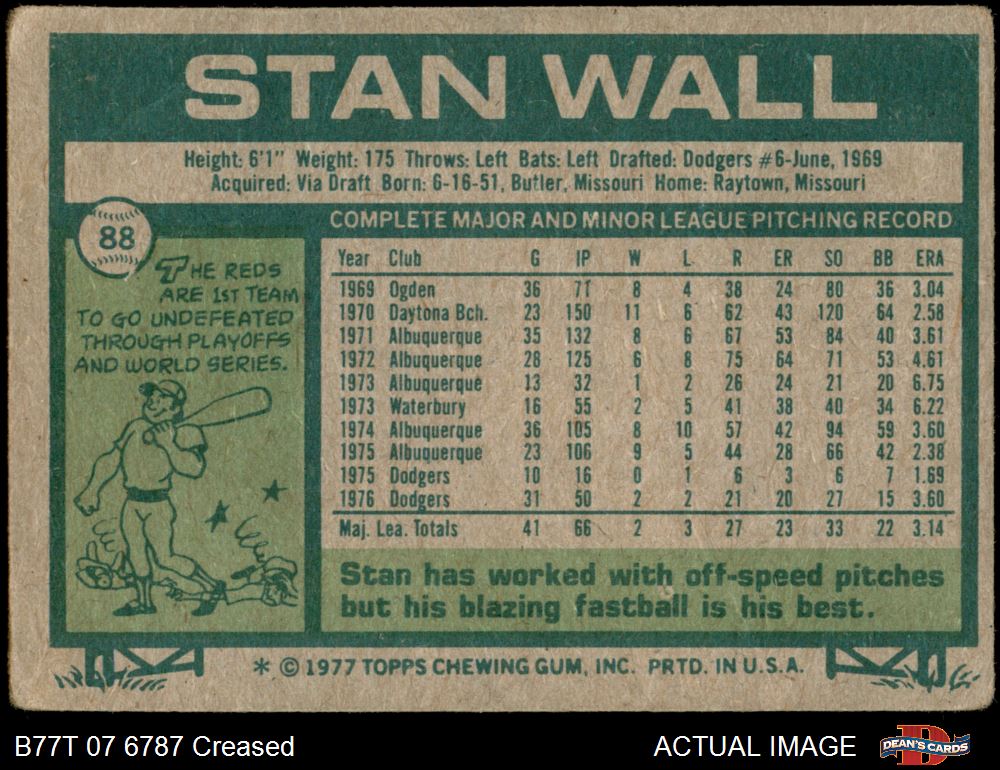 STAN WALL
Height: 6'1" Weight: 175 Throws: Left Bats: Left Drafted: Dodgers #6-June, 1969
Acquired: Via Draft Born: 6-16-51, Butler, Missouri Home: Raytown, Missouri
88
COMPLETE MAJOR AND MINOR LEAGUE PITCHING RECORD
THE REDS
ARE 1ST TEAM
TO GO UNDEFEATED
THROUGH PLAYOFFS
AND WORLD SERIES.
Year Club G IP W L R ER SO BB ERA
1969 Ogden 36 71 8 4 38 24 80 36 3.04
1970 Daytona Bch. 23 150 11 6 62 43 120 64 2.58
1971 Albuquerque 35 132 8 6 67 53 84 40 3.61
1972 Albuquerque 28 125 6 8 75 64 71 53 4.61
1973 Albuquerque 13 32 1 2 26 24 21 20 6.75
1973 Waterbury 16 55 2 5 41 38 40 34 6.22
1974 Albuquerque 36 105 8 10 57 42 94 59 3.60
1975 Albuquerque 23 106 9 5 44 28 66 42 2.38
1975 Dodgers 10 16 0 1 6 3 6 7 1.69
1976 Dodgers 31 50 2 2 21 20 27 15 3.60
Maj. Lea. Totals 41 66 2 3 27 23 33 22 3.14
Stan has worked with off-speed pitches
but his blazing fastball is his best.
* © 1977 TOPPS CHEWING GUM, INC. PRTD. IN U.S.A.
B77T 07 6787 Creased
ACTUAL IMAGE
D
DEAN'S CARDS